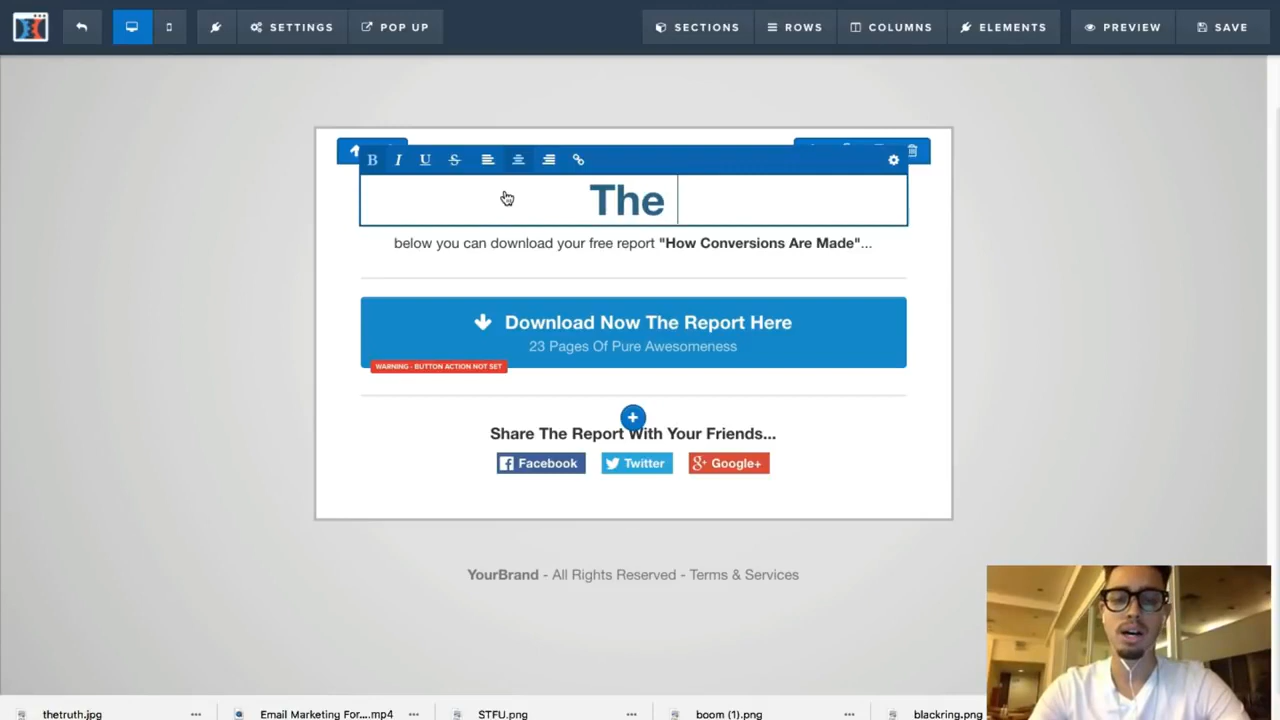 SETTINGS POP UP SECTIONS ROWS COLUMNS ELEMENTS PREVIEW SAVE
B I U S
The
below you can download your free report "How Conversions Are Made"...
Download Now The Report Here
23 Pages Of Pure Awesomeness
WARNING - BUTTON ACTION NOT SET
Share The Report With Your Friends...
Facebook Twitter Google+
YourBrand - All Rights Reserved - Terms & Services
thetruth.jpg Email Marketing For....mp4 STFU.png boom (1).png blackring.png